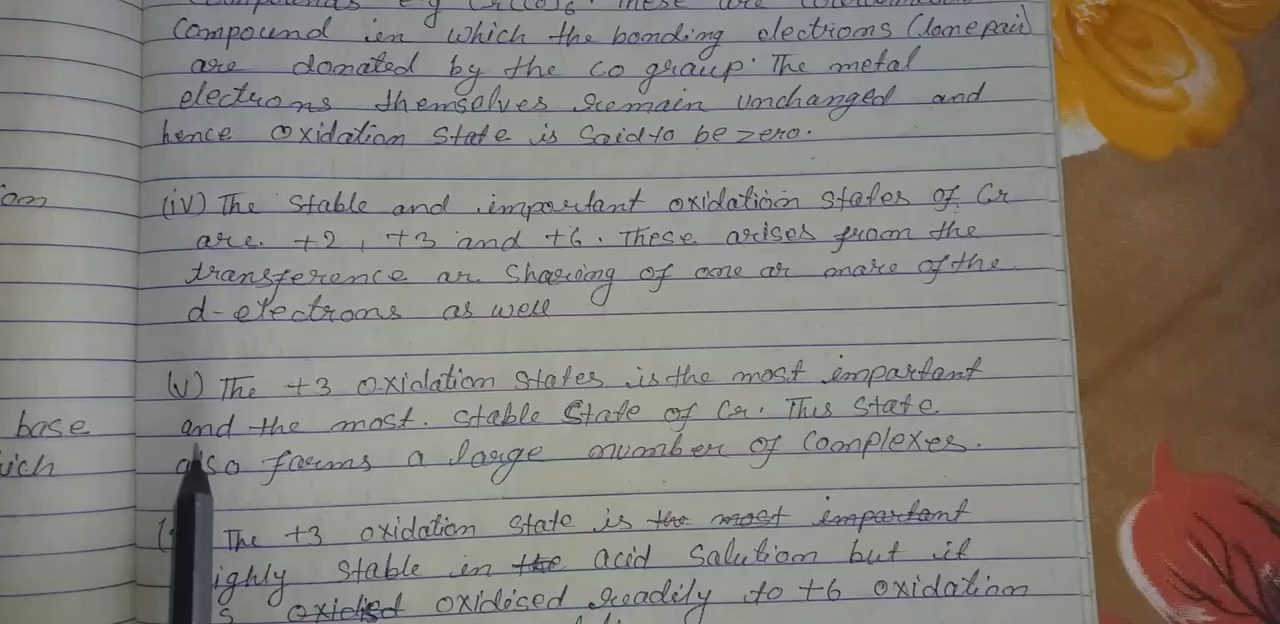 compound in which the bonding electrons (lone pair)
are donated by the co group. The metal
electrons themselves remain unchanged and
hence oxidation state is said to be zero.
ion
(iv) The stable and important oxidation states of Cr
are +2, +3 and +6. These arises from the
transference or sharing of one or more of the
d-electrons as well
(v) The +3 oxidation states is the most important
base
and the most. stable state of Cr. This state.
also forms a large number of complexes.
The +3 oxidation state is the most important
ighly stable in the acid solution but it
s oxidised readily to +6 oxidation